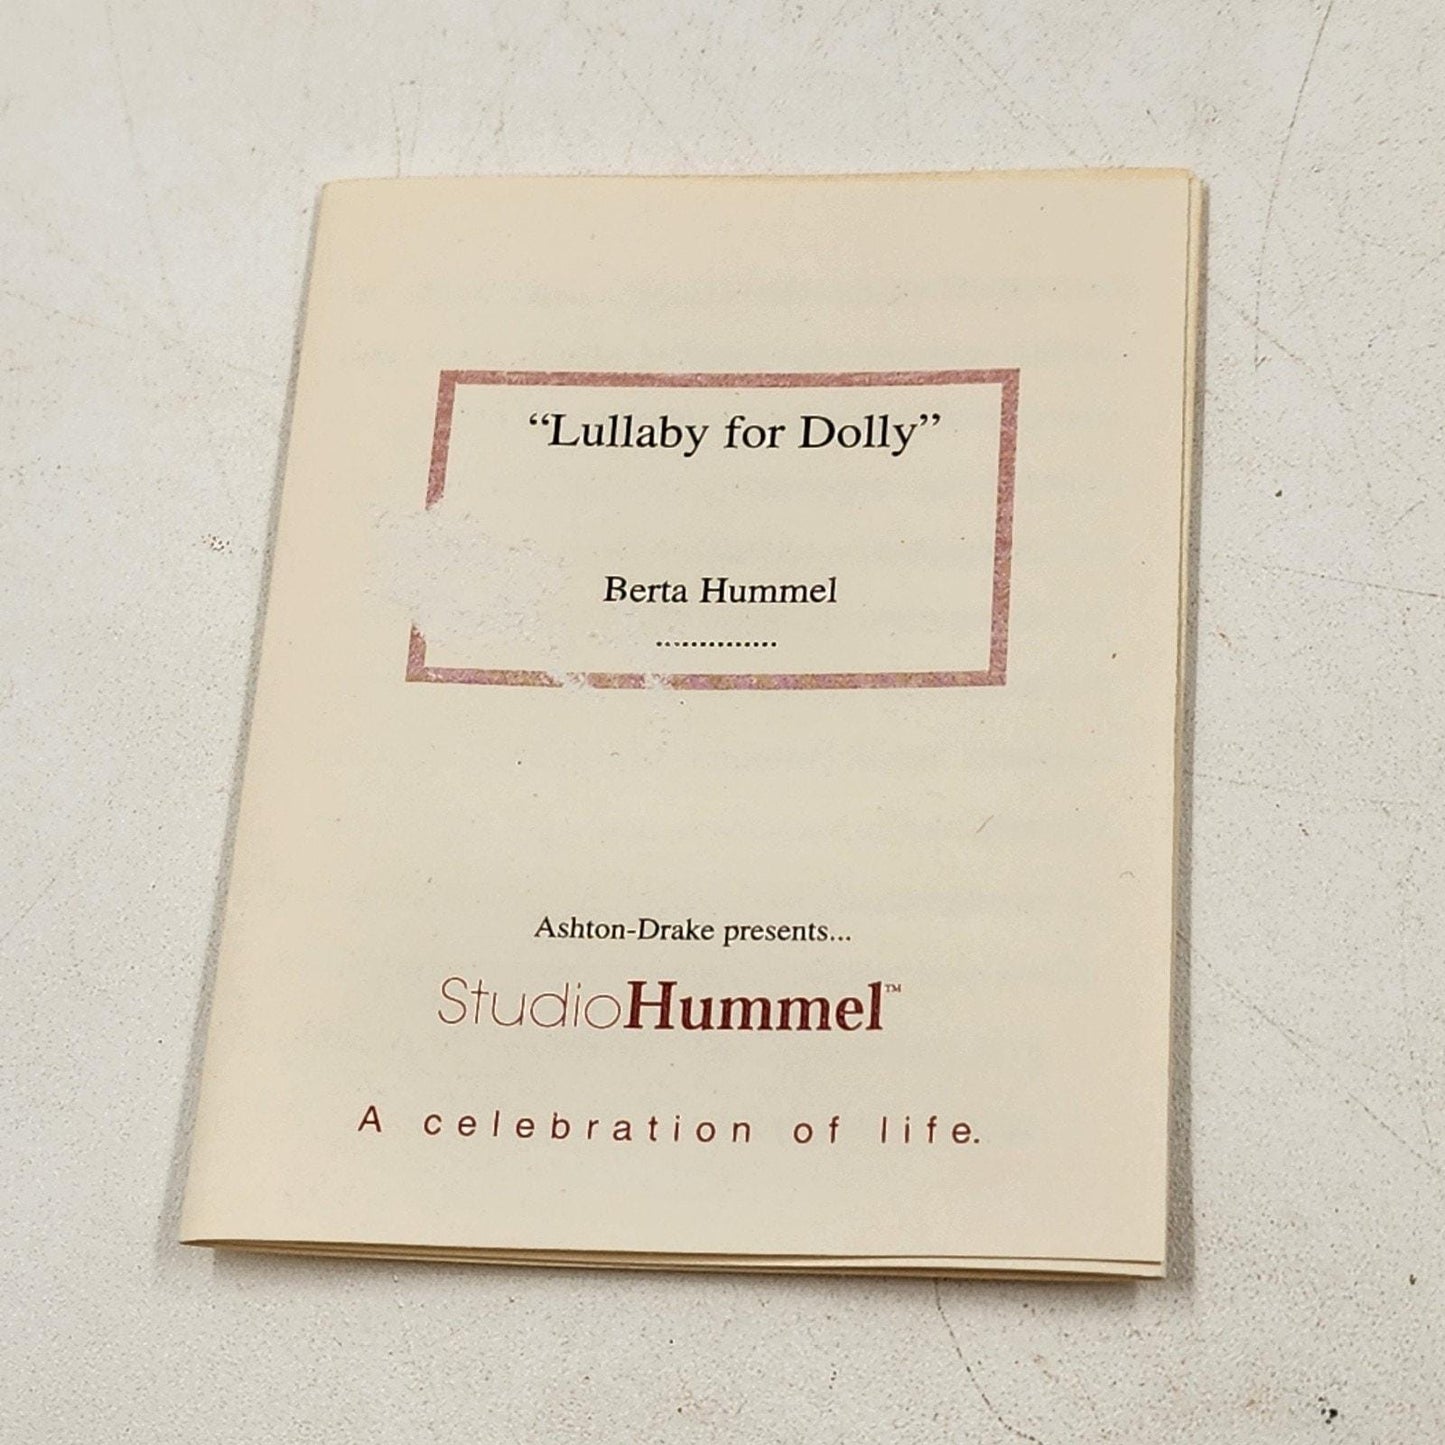 “Lullaby for Dolly”
Berta Hummel
Ashton-Drake presents...
StudioHummel™
A celebration of life.